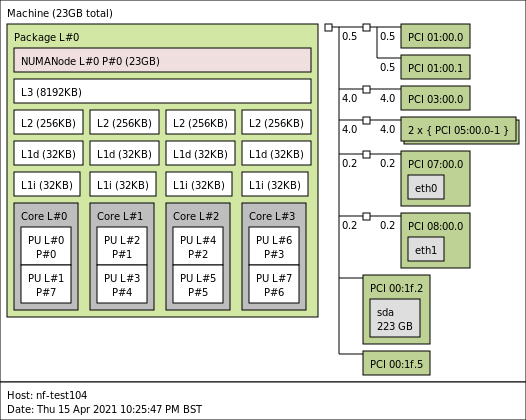 Machine (23GB total)
Package L#0
NUMANode L#0 P#0 (23GB)
L3 (8192KB)
L2 (256KB) L2 (256KB) L2 (256KB) L2 (256KB)
L1d (32KB) L1d (32KB) L1d (32KB) L1d (32KB)
L1i (32KB) L1i (32KB) L1i (32KB) L1i (32KB)
Core L#0
PU L#0
P#0
PU L#1
P#7
Core L#1
PU L#2
P#1
PU L#3
P#4
Core L#2
PU L#4
P#2
PU L#5
P#5
Core L#3
PU L#6
P#3
PU L#7
P#6
0.5 0.5 PCI 01:00.0
0.5 PCI 01:00.1
4.0 4.0 PCI 03:00.0
4.0 4.0 2 x { PCI 05:00.0-1 }
0.2 0.2 PCI 07:00.0
eth0
0.2 0.2 PCI 08:00.0
eth1
PCI 00:1f.2
sda
223 GB
PCI 00:1f.5
Host: nf-test104
Date: Thu 15 Apr 2021 10:25:47 PM BST